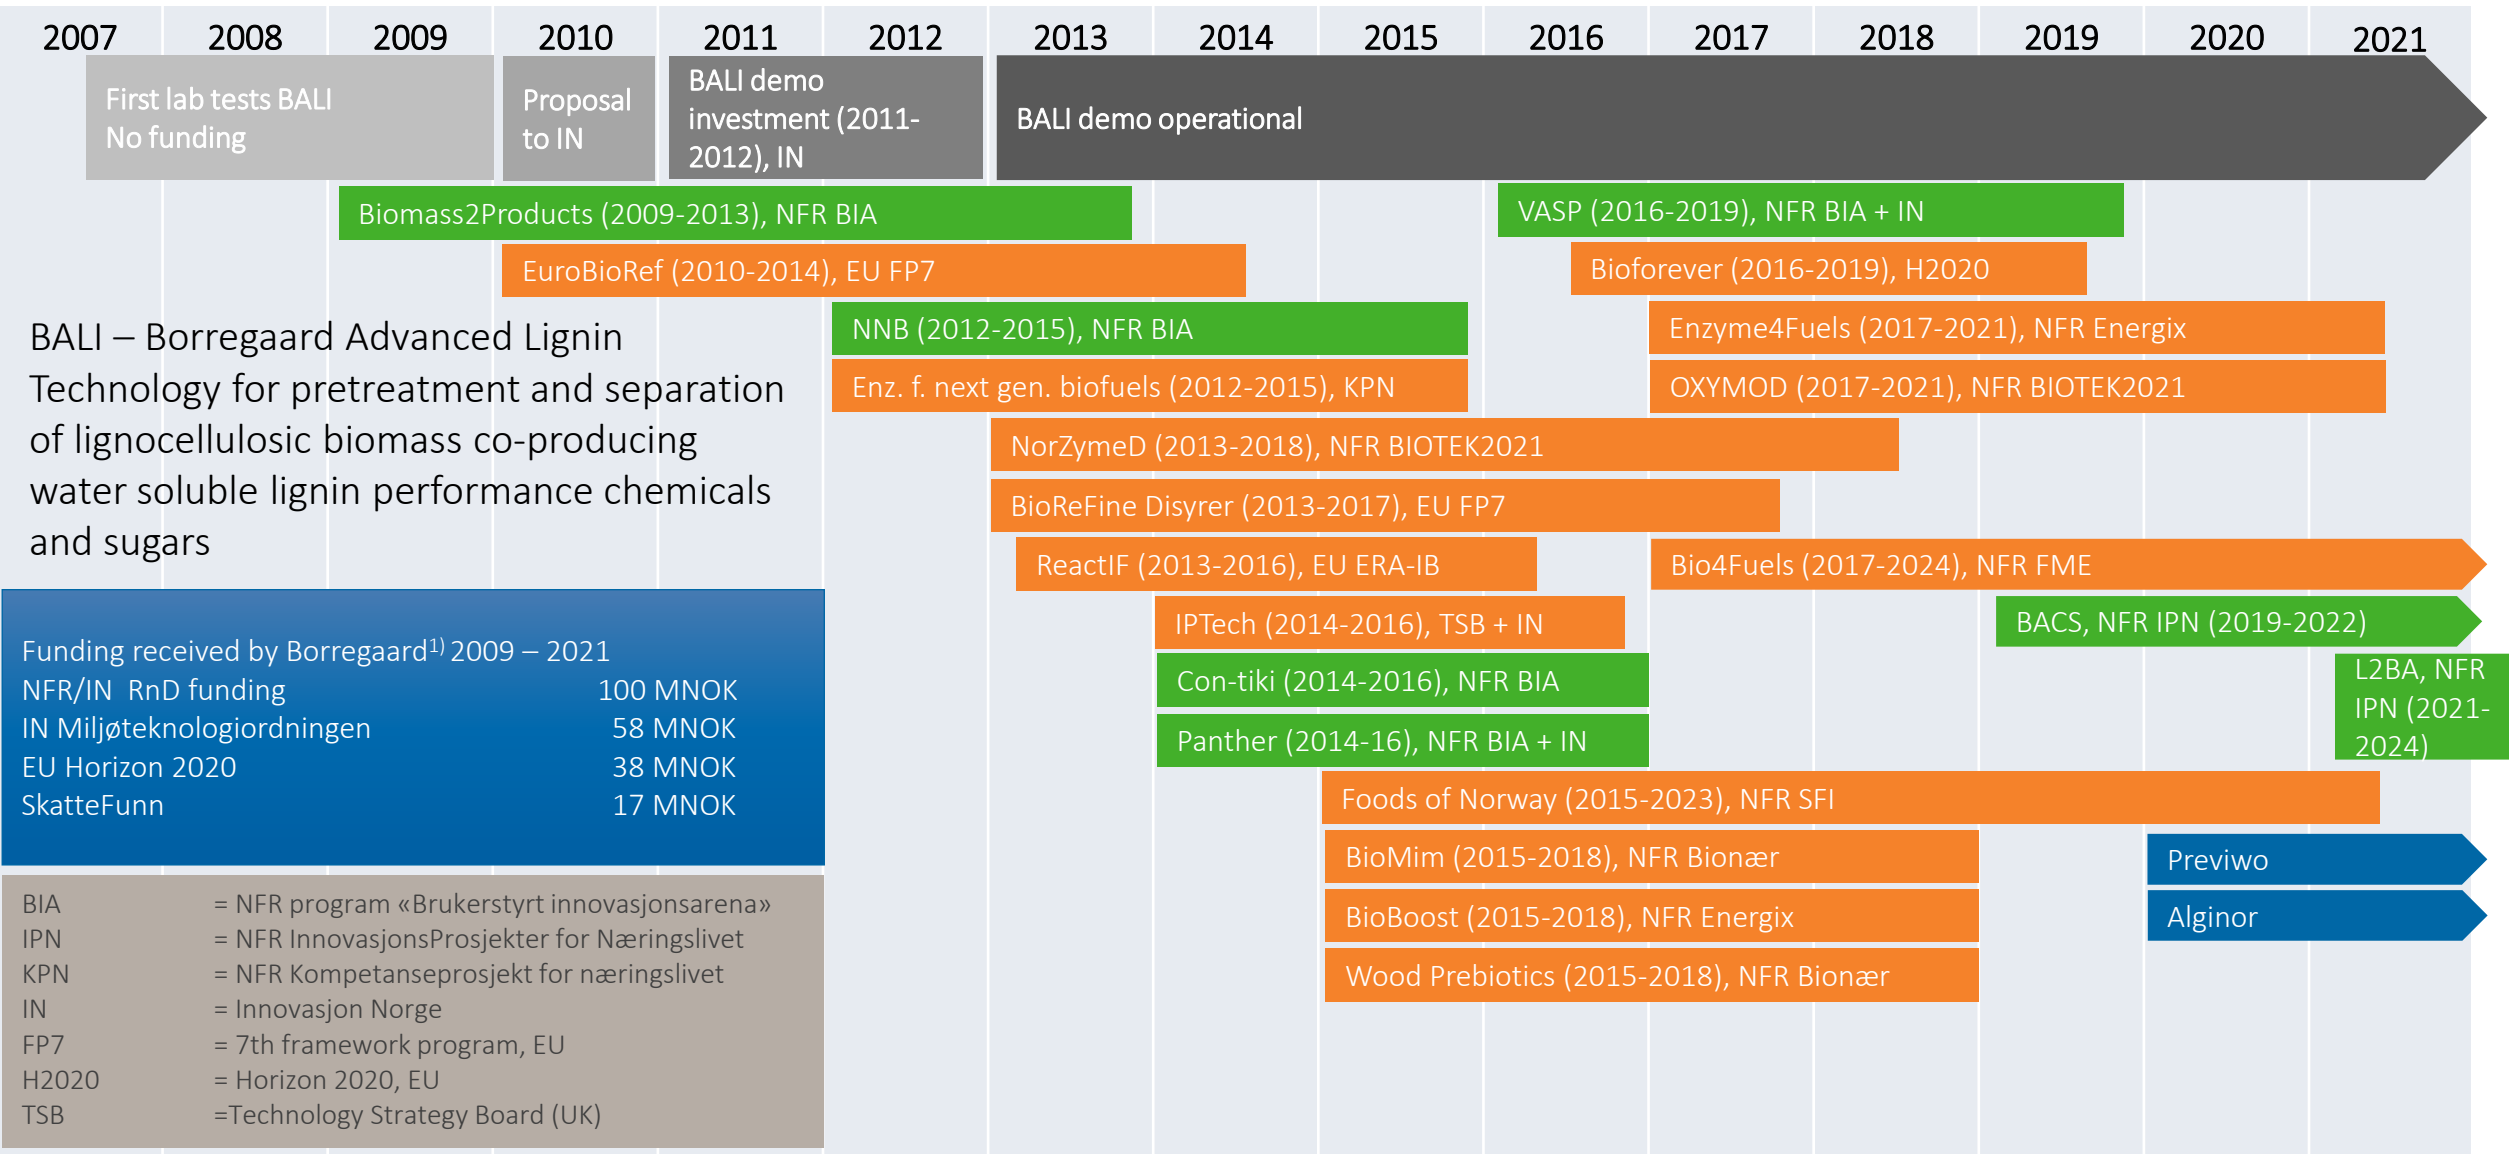 2007 2008 2009 2010 2011 2012 2013 2014 2015 2016 2017 2018 2019 2020 2021
First lab tests BALI
No funding
Proposal
to IN
BALI demo
investment (2011-
2012), IN
BALI demo operational
Biomass2Products (2009-2013), NFR BIA
VASP (2016-2019), NFR BIA + IN
EuroBioRef (2010-2014), EU FP7
Bioforever (2016-2019), H2020
NNB (2012-2015), NFR BIA
Enzyme4Fuels (2017-2021), NFR Energix
Enz. f. next gen. biofuels (2012-2015), KPN
OXYMOD (2017-2021), NFR BIOTEK2021
NorZymeD (2013-2018), NFR BIOTEK2021
BioReFine Disyrer (2013-2017), EU FP7
ReactIF (2013-2016), EU ERA-IB
Bio4Fuels (2017-2024), NFR FME
IPTech (2014-2016), TSB + IN
BACS, NFR IPN (2019-2022)
Con-tiki (2014-2016), NFR BIA
L2BA, NFR
IPN (2021-
2024)
Panther (2014-16), NFR BIA + IN
Foods of Norway (2015-2023), NFR SFI
BioMim (2015-2018), NFR Bionær
Previwo
BioBoost (2015-2018), NFR Energix
Alginor
Wood Prebiotics (2015-2018), NFR Bionær
BALI – Borregaard Advanced Lignin
Technology for pretreatment and separation
of lignocellulosic biomass co-producing
water soluble lignin performance chemicals
and sugars
Funding received by Borregaard1) 2009 – 2021
NFR/IN RnD funding 100 MNOK
IN Miljøteknologiordningen 58 MNOK
EU Horizon 2020 38 MNOK
SkatteFunn 17 MNOK
BIA = NFR program «Brukerstyrt innovasjonsarena»
IPN = NFR InnovasjonsProsjekter for Næringslivet
KPN = NFR Kompetanseprosjekt for næringslivet
IN = Innovasjon Norge
FP7 = 7th framework program, EU
H2020 = Horizon 2020, EU
TSB =Technology Strategy Board (UK)